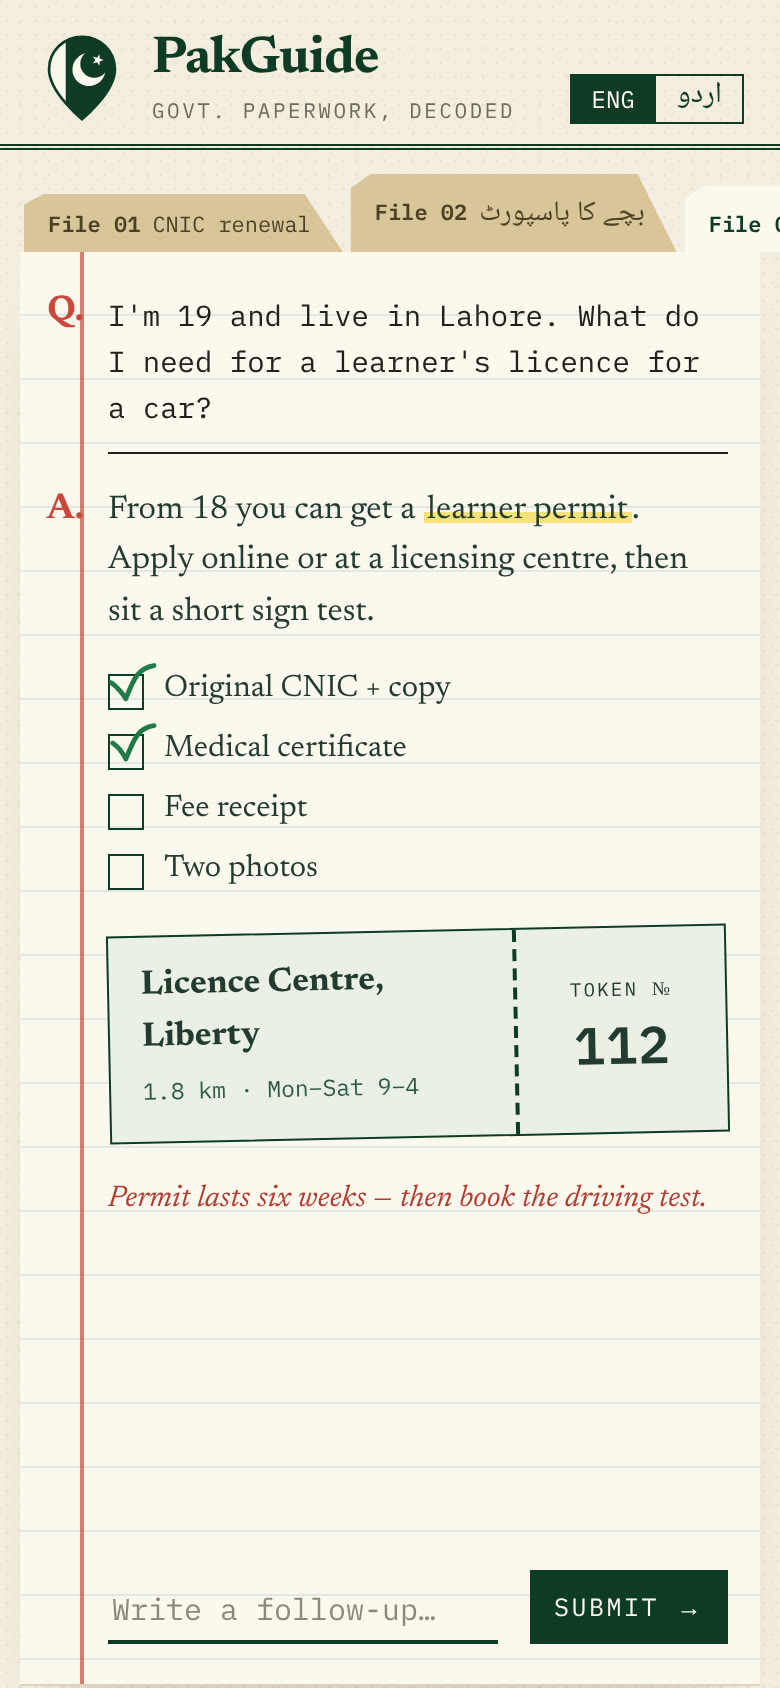 PakGuide
GOVT. PAPERWORK, DECODED
ENG
اردو
File 01 CNIC renewal
File 02 بچے کا پاسپورٹ
File
Q.
I'm 19 and live in Lahore. What do
I need for a learner's licence for
a car?
A.
From 18 you can get a learner permit.
Apply online or at a licensing centre, then
sit a short sign test.
Original CNIC + copy
Medical certificate
Fee receipt
Two photos
Licence Centre,
Liberty
1.8 km · Mon–Sat 9–4
TOKEN №
112
Permit lasts six weeks — then book the driving test.
Write a follow-up…
SUBMIT →